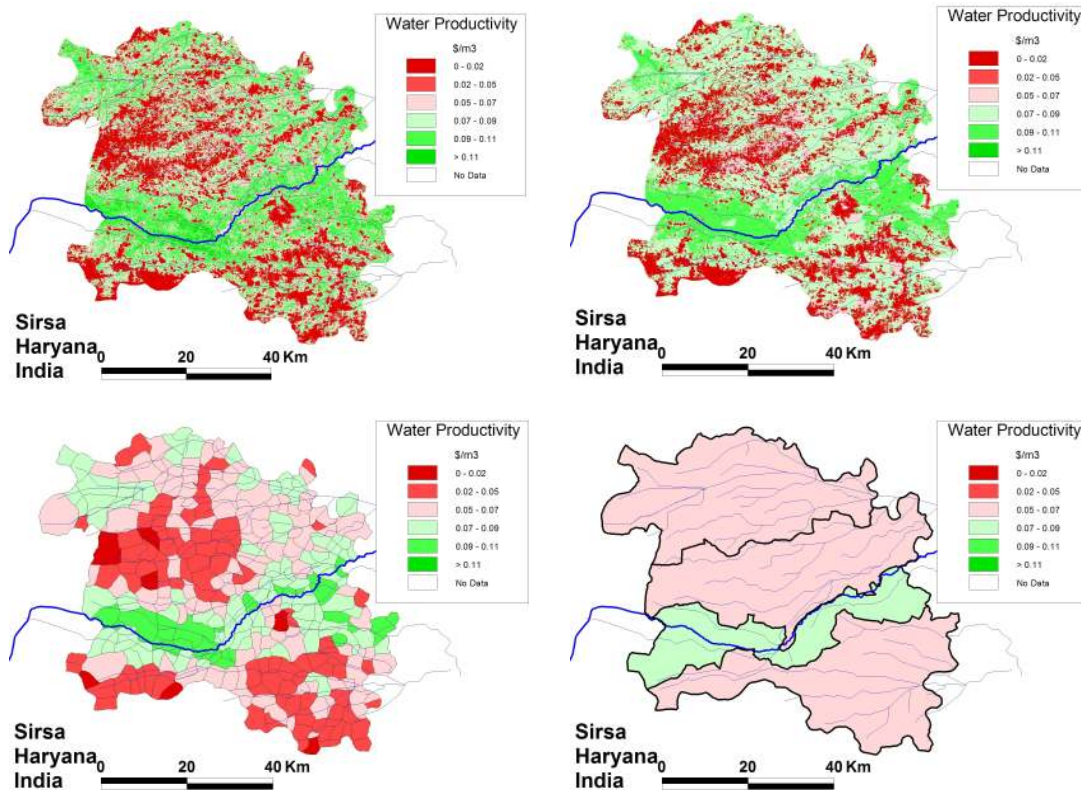 Water Productivity
$/m3
0 - 0.02
0.02 - 0.05
0.05 - 0.07
0.07 - 0.09
0.09 - 0.11
> 0.11
No Data
Sirsa
Haryana
India
0 20 40 Km
Water Productivity
$/m3
0 - 0.02
0.02 - 0.05
0.05 - 0.07
0.07 - 0.09
0.09 - 0.11
> 0.11
No Data
Sirsa
Haryana
India
0 20 40 Km
Water Productivity
$/m3
0 - 0.02
0.02 - 0.05
0.05 - 0.07
0.07 - 0.09
0.09 - 0.11
> 0.11
No Data
Sirsa
Haryana
India
0 20 40 Km
Water Productivity
$/m3
0 - 0.02
0.02 - 0.05
0.05 - 0.07
0.07 - 0.09
0.09 - 0.11
> 0.11
No Data
Sirsa
Haryana
India
0 20 40 Km